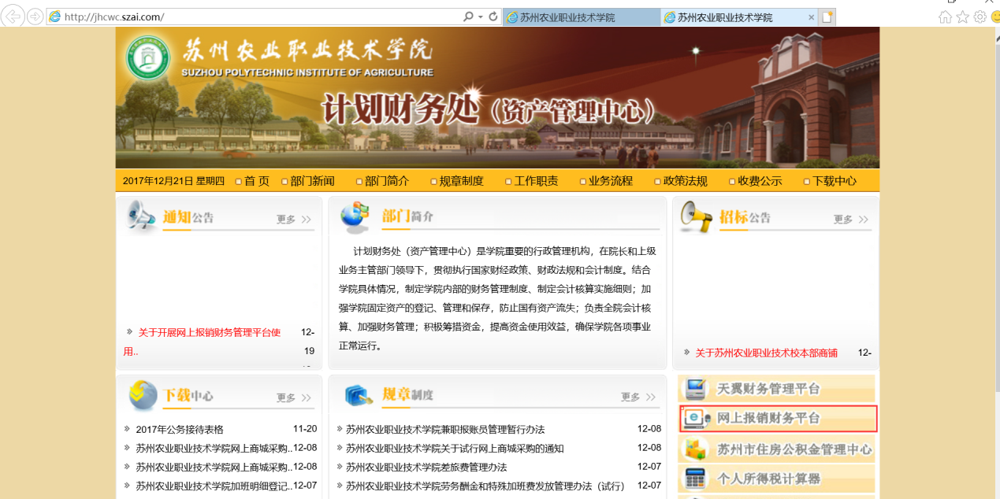 http://jhcwc.szai.com/
苏州农业职业技术学院
苏州农业职业技术学院
苏州农业职业技术学院
SUZHOU POLYTECHNIC INSTITUTE OF AGRICULTURE
计划财务处（资产管理中心）
2017年12月21日 星期四 首 页 部门新闻 部门简介 规章制度 工作职责 业务流程 政策法规 收费公示 下载中心
通知公告 更多
关于开展网上报销财务管理平台使用.. 12-19
部门简介
计划财务处（资产管理中心）是学院重要的行政管理机构，在院长和上级
业务主管部门领导下，贯彻执行国家财经政策、财政法规和会计制度。结合
学院具体情况，制定学院内部的财务管理制度、制定会计核算实施细则；加
强学院固定资产的登记、管理和保存，防止国有资产流失；负责全院会计核
算、加强财务管理；积极筹措资金，提高资金使用效益，确保学院各项事业
正常运行。
招标公告 更多
关于苏州农业职业技术校本部商铺 12-
下载中心 更多
2017年公务接待表格 11-20
苏州农业职业技术学院网上商城采购..12-08
苏州农业职业技术学院网上商城采购..12-08
苏州农业职业技术学院加班明细登记..12-07
规章制度 更多
苏州农业职业技术学院兼职报账员管理暂行办法 12-08
苏州农业职业技术学院关于试行网上商城采购的通知 12-08
苏州农业职业技术学院差旅费管理办法 12-07
苏州农业职业技术学院劳务酬金和特殊加班费发放管理办法（试行） 12-07
天翼财务管理平台
网上报销财务平台
苏州市住房公积金管理中心
个人所得税计算器